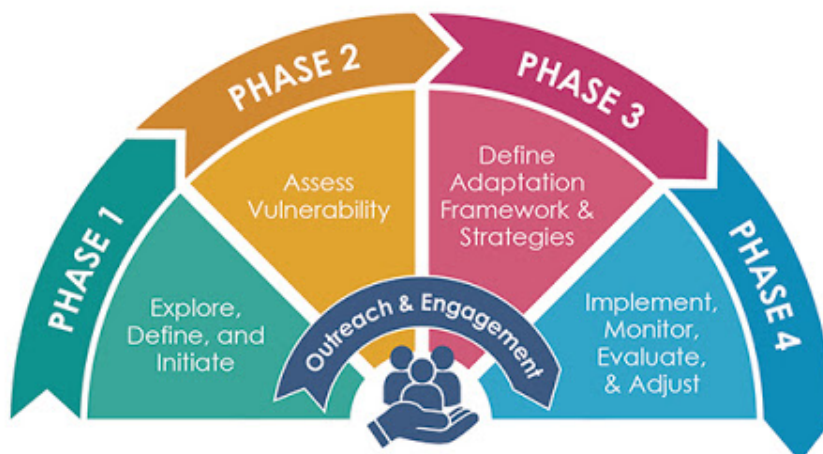 PHASE 1
Explore,
Define, and
Initiate
PHASE 2
Assess
Vulnerability
PHASE 3
Define
Adaptation
Framework &
Strategies
PHASE 4
Implement,
Monitor,
Evaluate,
& Adjust
Outreach & Engagement